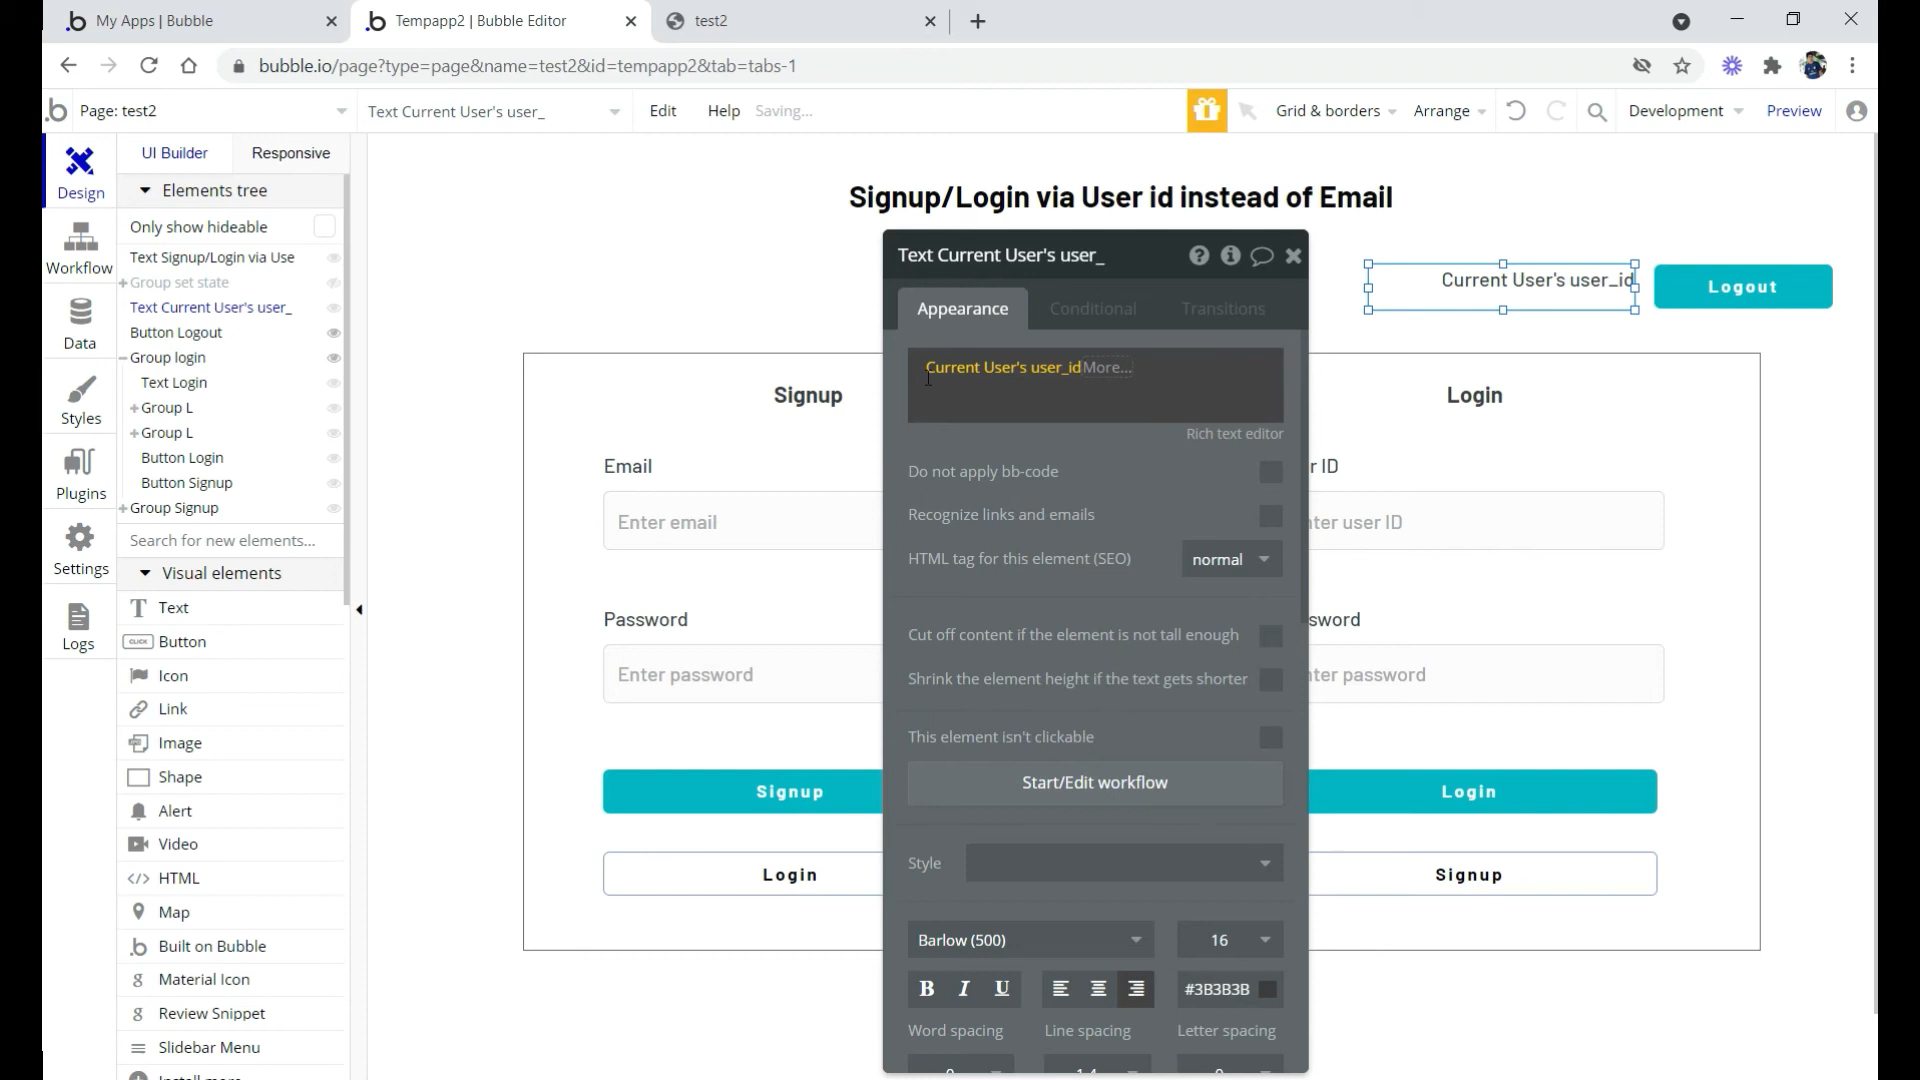 My Apps | Bubble
Tempapp2 | Bubble Editor
test2
bubble.io/page?type=page&name=test2&id=tempapp2&tab=tabs-1
Page: test2
Text Current User's user_
Edit
Help
Saving...
Grid & borders
Arrange
Development
Preview
Design
Workflow
Data
Styles
Plugins
Settings
Logs
UI Builder
Responsive
Elements tree
Only show hideable
Text Signup/Login via Use
Group set state
Text Current User's user_
Button Logout
Group login
Text Login
Group L
Group L
Button Login
Button Signup
Group Signup
Search for new elements...
Visual elements
Text
CLICK
Button
Icon
Link
Image
Shape
Alert
Video
HTML
Map
Built on Bubble
Material Icon
Review Snippet
Slidebar Menu
Signup/Login via User id instead of Email
Current User's user_id
Logout
Signup
Email
Enter email
Password
Enter password
Signup
Login
Text Current User's user_
Appearance
Conditional
Transitions
Current User's user_id More...
Rich text editor
Do not apply bb-code
Recognize links and emails
HTML tag for this element (SEO)
normal
Cut off content if the element is not tall enough
Shrink the element height if the text gets shorter
This element isn't clickable
Start/Edit workflow
Style
Barlow (500)
16
B I U
#3B3B3B
Word spacing
Line spacing
Letter spacing
Login
r ID
nter user ID
sword
nter password
Login
Signup